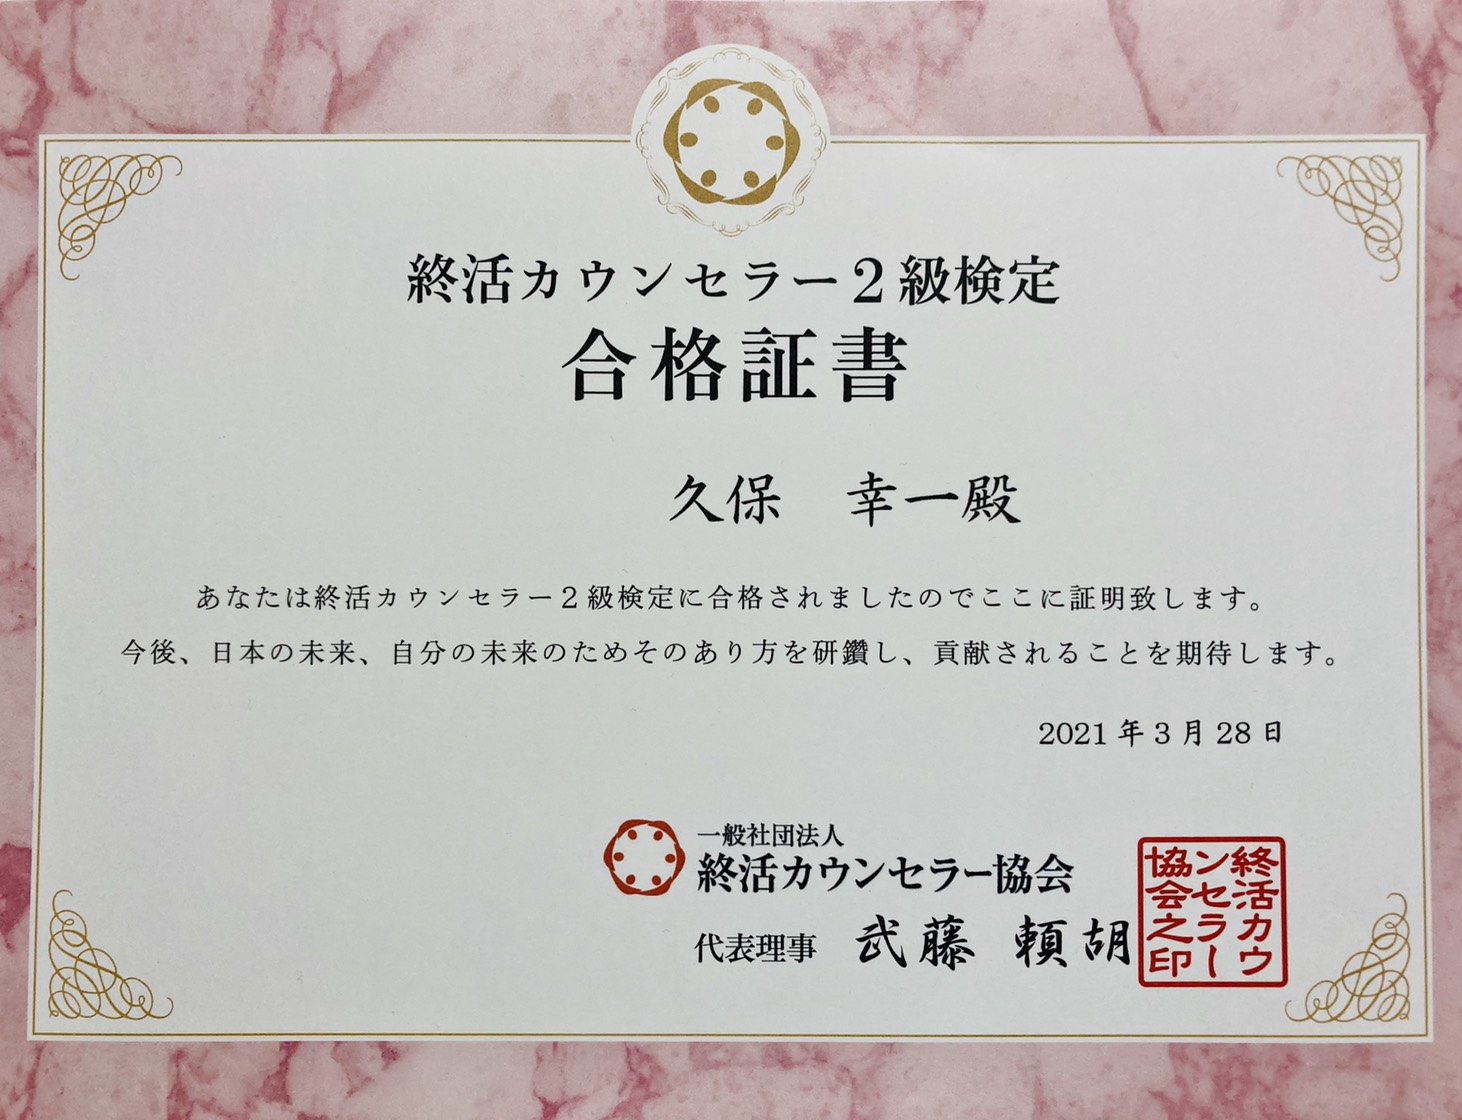 終活カウンセラー2級検定
合格証書
久保　幸一殿
あなたは終活カウンセラー2級検定に合格されましたのでここに証明致します。
今後、日本の未来、自分の未来のためそのあり方を研鑽し、貢献されることを期待します。
2021年3月28日
一般社団法人
終活カウンセラー協会
代表理事　武藤　頼胡
終活カウ
ンセラー
協会之印